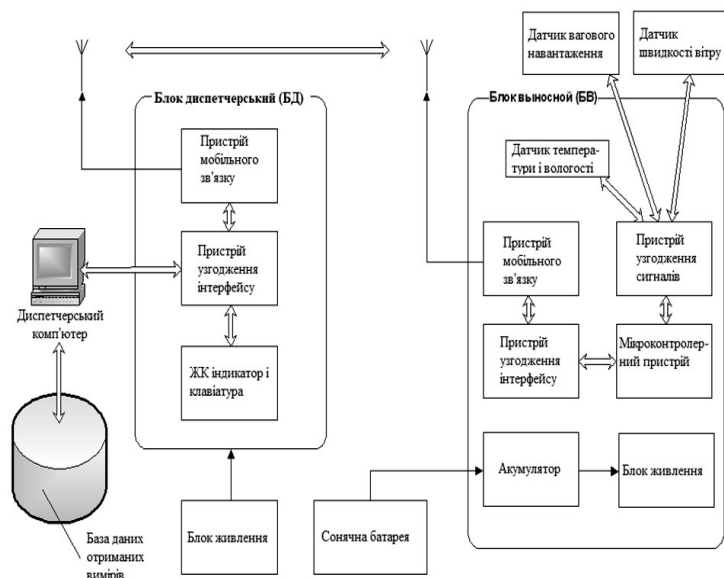 Датчик вагового
навантаження
Датчик
швидкості вітру
Блок диспетчерський (БД)
Блок выносной (БВ)
Пристрій
мобільного
зв'язку
Датчик темпера-
тури і вологості
Пристрій
узгодження
інтерфейсу
Диспетчерський
комп'ютер
ЖК індикатор і
клавіатура
Пристрій
мобільного
зв'язку
Пристрій
узгодження
сигналів
Пристрій
узгодження
інтерфейсу
Мікроконтролер-
ний пристрій
Акумулятор
Блок живлення
Блок живлення
Сонячна батарея
База даних
отриманих
вимірів